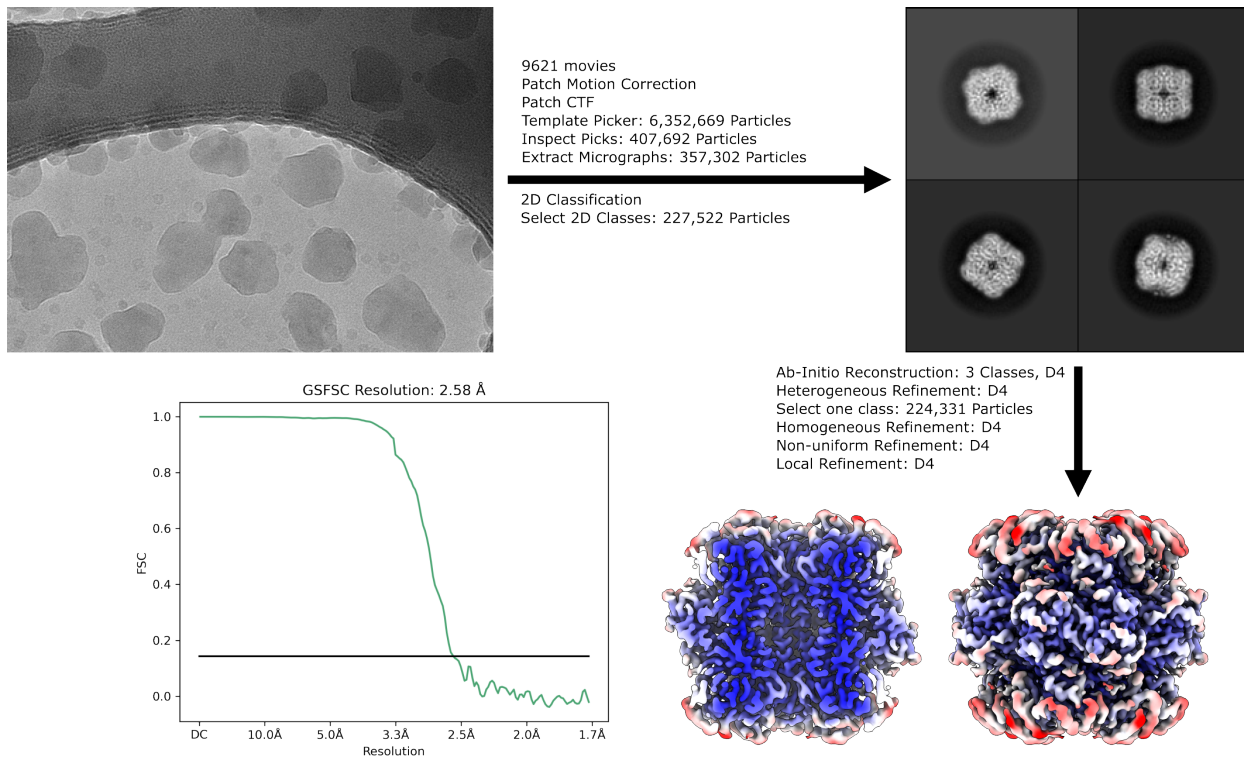 9621 movies
Patch Motion Correction
Patch CTF
Template Picker: 6,352,669 Particles
Inspect Picks: 407,692 Particles
Extract Micrographs: 357,302 Particles
2D Classification
Select 2D Classes: 227,522 Particles
Ab-Initio Reconstruction: 3 Classes, D4
Heterogeneous Refinement: D4
Select one class: 224,331 Particles
Homogeneous Refinement: D4
Non-uniform Refinement: D4
Local Refinement: D4
GSFSC Resolution: 2.58 Å
1.0
0.8
0.6
0.4
0.2
0.0
FSC
DC 10.0Å 5.0Å 3.3Å 2.5Å 2.0Å 1.7Å
Resolution